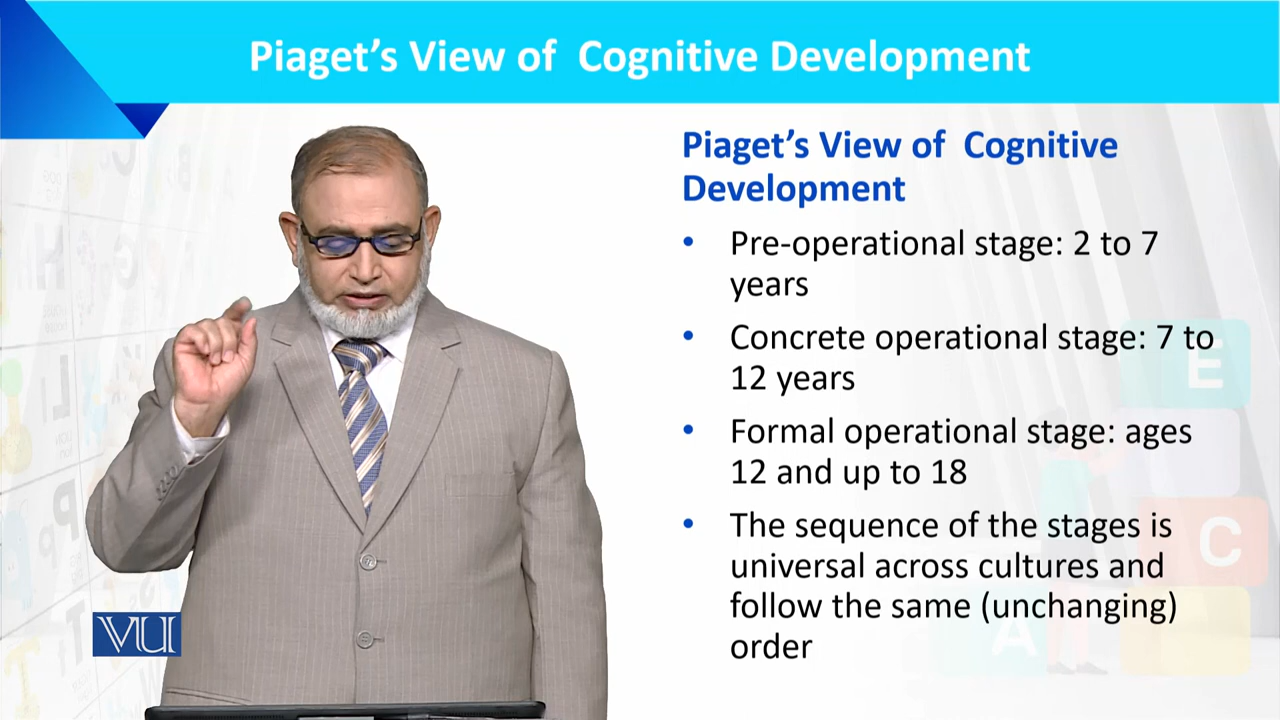 Piaget's View of Cognitive Development
Piaget's View of Cognitive
Development
• Pre-operational stage: 2 to 7
years
• Concrete operational stage: 7 to
12 years
• Formal operational stage: ages
12 and up to 18
• The sequence of the stages is
universal across cultures and
follow the same (unchanging)
order
VU
E
C
A